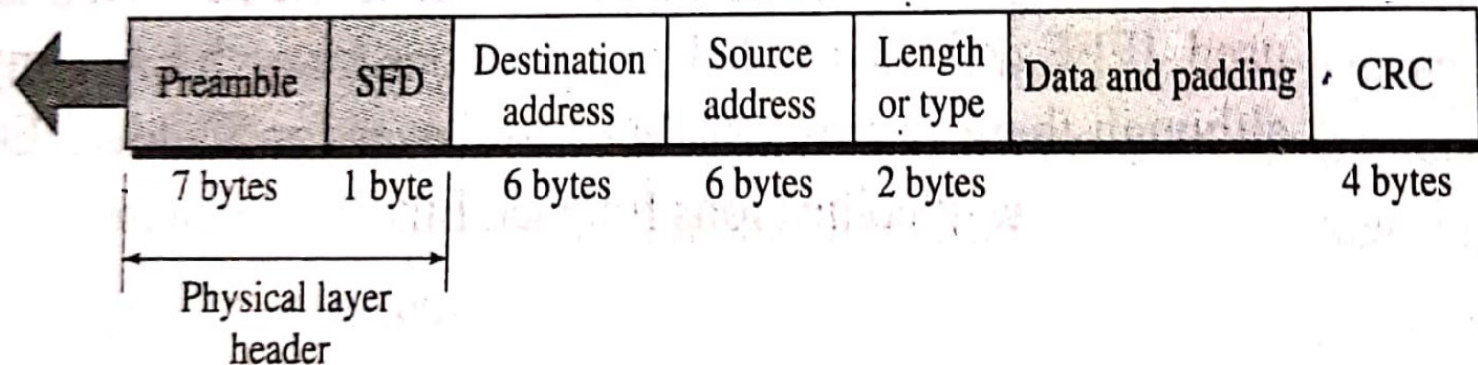 Preamble
SFD
Destination
address
Source
address
Length
or type
Data and padding
CRC
7 bytes
1 byte
6 bytes
6 bytes
2 bytes
4 bytes
Physical layer
header